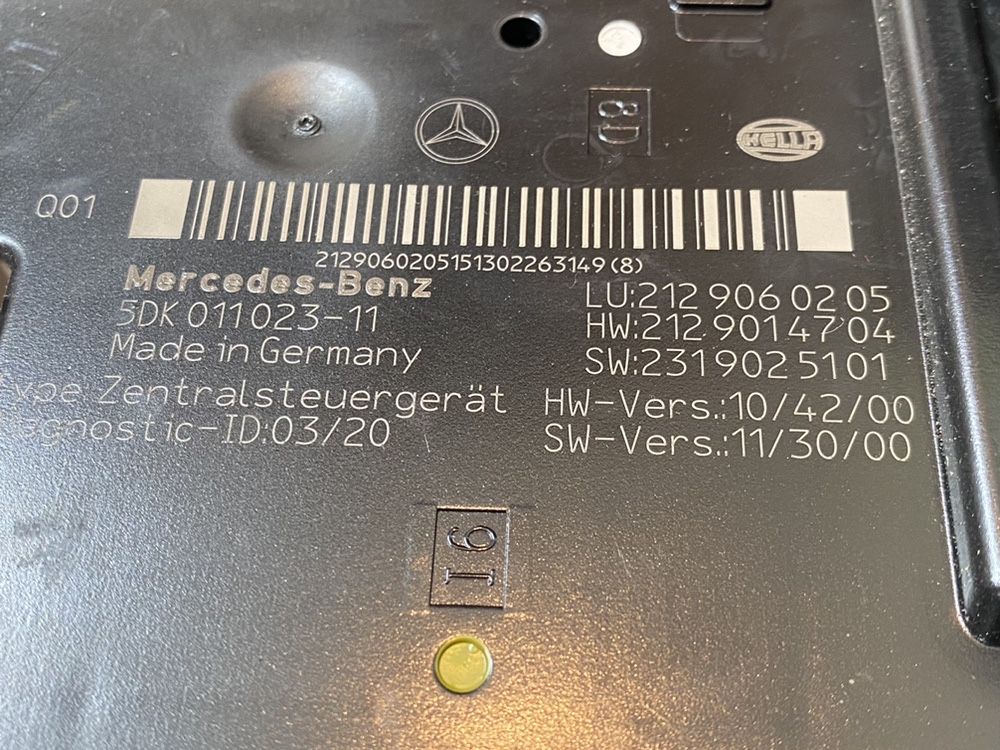 8D
HELLA
Q01
2129060205151302263149(8)
Mercedes-Benz
LU:212 906 02 05
5DK 011023-11
HW:212 901 47 04
Made in Germany
SW:231 902 51 01
Zentralsteuergerät
HW-Vers.:10/42/00
SW-Vers.:11/30/00
16